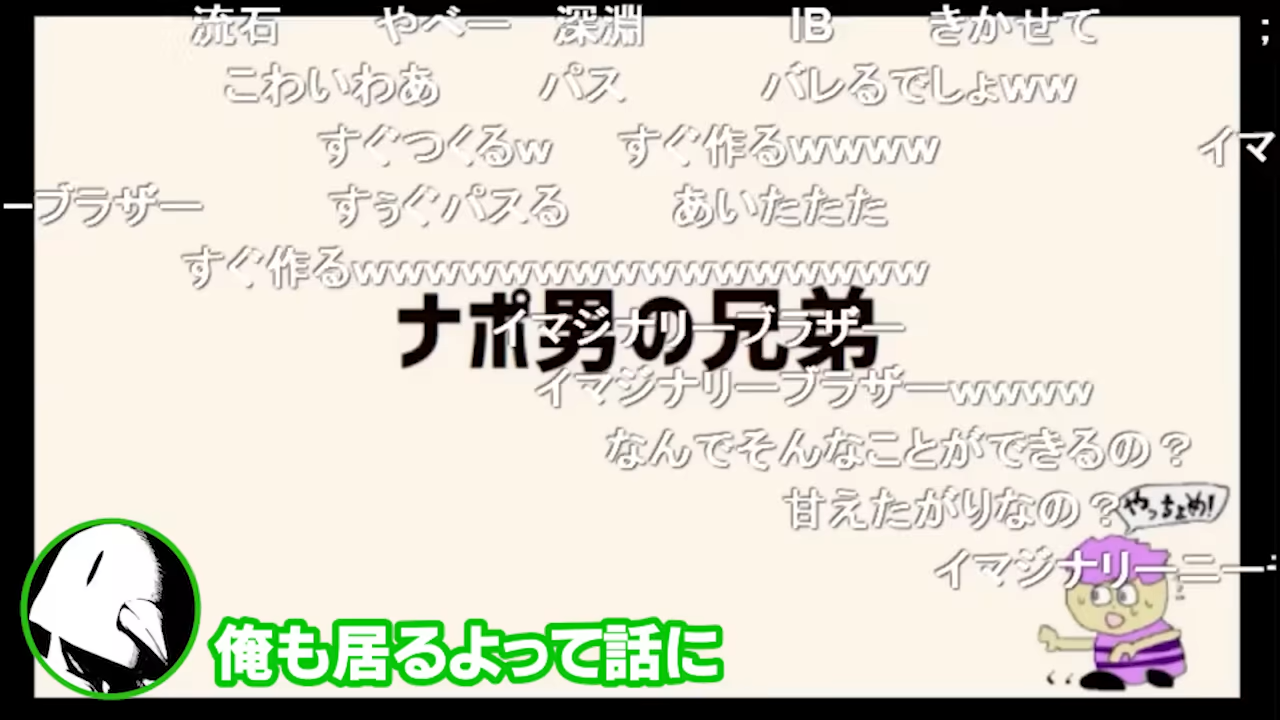 流石 やべー 深淵 IB きかせて ;
こわいわあ パス バレるでしょww
すぐつくるw すぐ作るwwww イマ
ーブラザー すぅぐパスる あいたたた
すぐ作るwwwwwwwwwwwwwwww
ナポ男の兄弟
イマジナリーブラザー
イマジナリーブラザーwwww
なんでそんなことができるの？
甘えたがりなの？
やっちょめ!
イマジナリーニー
俺も居るよって話に